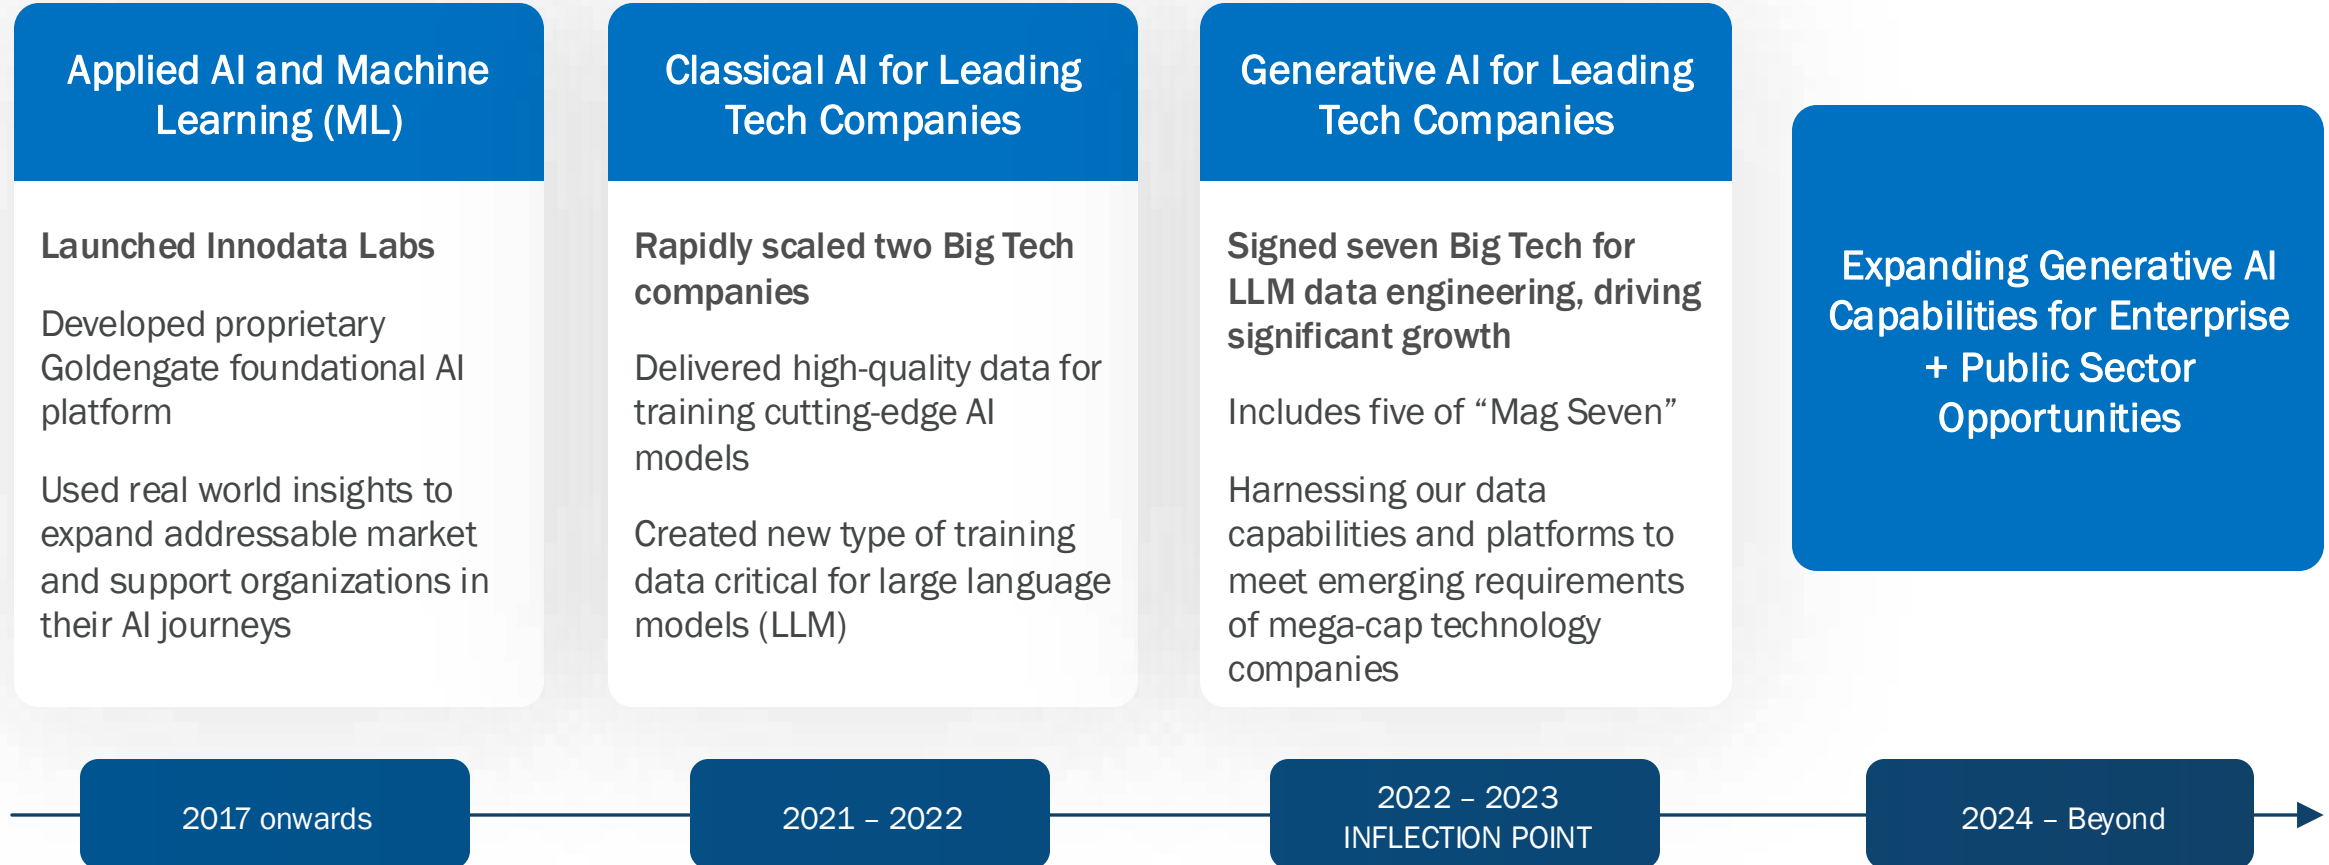 Applied AI and Machine
Learning (ML)
Launched Innodata Labs
Developed proprietary
Goldengate foundational AI
platform
Used real world insights to
expand addressable market
and support organizations in
their AI journeys
Classical AI for Leading
Tech Companies
Rapidly scaled two Big Tech
companies
Delivered high-quality data for
training cutting-edge AI
models
Created new type of training
data critical for large language
models (LLM)
Generative AI for Leading
Tech Companies
Signed seven Big Tech for
LLM data engineering, driving
significant growth
Includes five of “Mag Seven”
Harnessing our data
capabilities and platforms to
meet emerging requirements
of mega-cap technology
companies
Expanding Generative AI
Capabilities for Enterprise
+ Public Sector
Opportunities
2017 onwards
2021 – 2022
2022 – 2023
INFLECTION POINT
2024 – Beyond